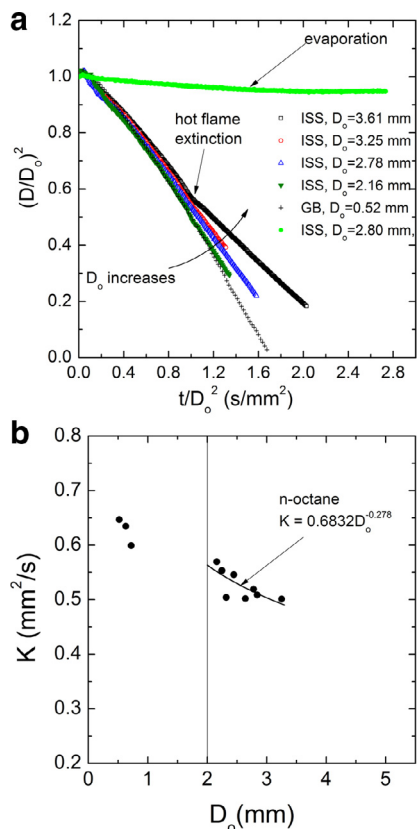 a
(D/D₀)²
1.2
1.0
0.8
0.6
0.4
0.2
0.0
evaporation
hot flame
extinction
Dₒ increases
ISS, Dₒ=3.61 mm
ISS, Dₒ=3.25 mm
ISS, Dₒ=2.78 mm
ISS, Dₒ=2.16 mm.
GB, Dₒ=0.52 mm
ISS, Dₒ=2.80 mm,
0.0 0.4 0.8 1.2 1.6 2.0 2.4 2.8
t/Dₒ² (s/mm²)
b
K (mm²/s)
0.8
0.7
0.6
0.5
0.4
0.3
0.2
n-octane
K = 0.6832Dₒ^-0.278
0 1 2 3 4 5
Dₒ(mm)